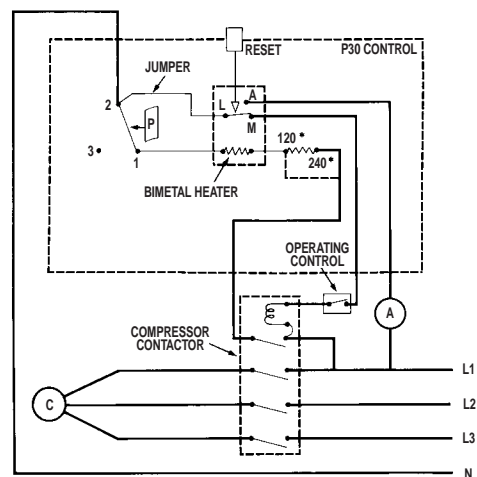 RESET
P30 CONTROL
JUMPER
2
L
A
P
M
120 *
3
1
240 *
BIMETAL HEATER
OPERATING
CONTROL
A
COMPRESSOR
CONTACTOR
L1
C
L2
L3
N